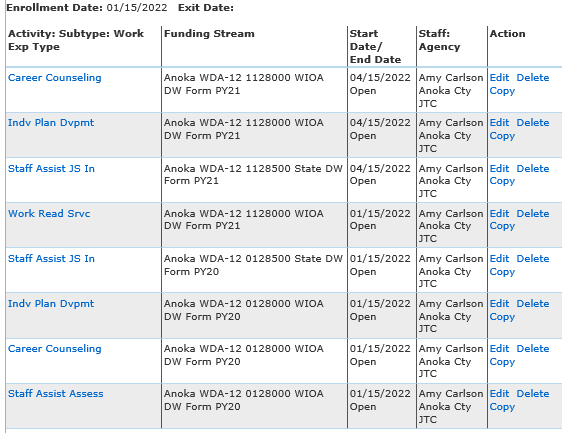 Enrollment Date: 01/15/2022 Exit Date:
Activity: Subtype: Work Exp Type Funding Stream Start Date/ End Date Staff: Agency Action
Career Counseling Anoka WDA-12 1128000 WIOA DW Form PY21 04/15/2022 Open Amy Carlson Anoka Cty JTC Edit Delete Copy
Indv Plan Dvpmt Anoka WDA-12 1128000 WIOA DW Form PY21 04/15/2022 Open Amy Carlson Anoka Cty JTC Edit Delete Copy
Staff Assist JS In Anoka WDA-12 1128500 State DW Form PY21 04/15/2022 Open Amy Carlson Anoka Cty JTC Edit Delete Copy
Work Read Srvc Anoka WDA-12 1128000 WIOA DW Form PY21 01/15/2022 Open Amy Carlson Anoka Cty JTC Edit Delete Copy
Staff Assist JS In Anoka WDA-12 0128500 State DW Form PY20 01/15/2022 Open Amy Carlson Anoka Cty JTC Edit Delete Copy
Indv Plan Dvpmt Anoka WDA-12 0128000 WIOA DW Form PY20 01/15/2022 Open Amy Carlson Anoka Cty JTC Edit Delete Copy
Career Counseling Anoka WDA-12 0128000 WIOA DW Form PY20 01/15/2022 Open Amy Carlson Anoka Cty JTC Edit Delete Copy
Staff Assist Assess Anoka WDA-12 0128000 WIOA DW Form PY20 01/15/2022 Open Amy Carlson Anoka Cty JTC Edit Delete Copy